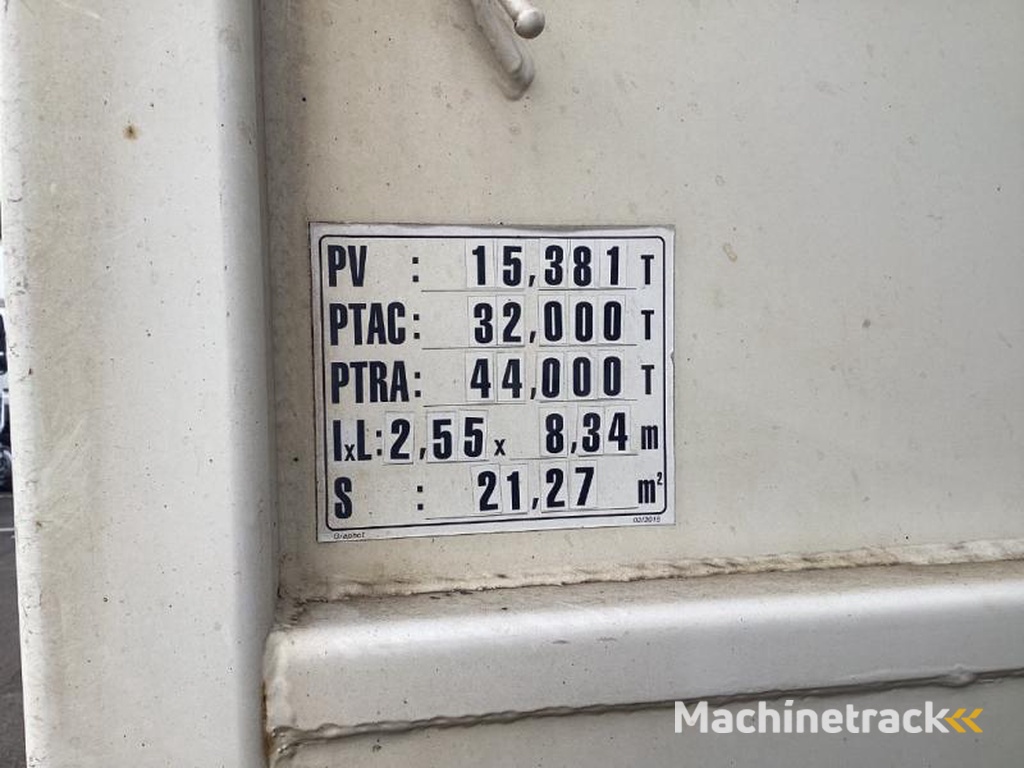 PV : 15,381 T
PTAC: 32,000 T
PTRA: 44,000 T
lxL: 2,55 x 8,34 m
S : 21,27 m²
Graphot 02/2015
Machinetrack